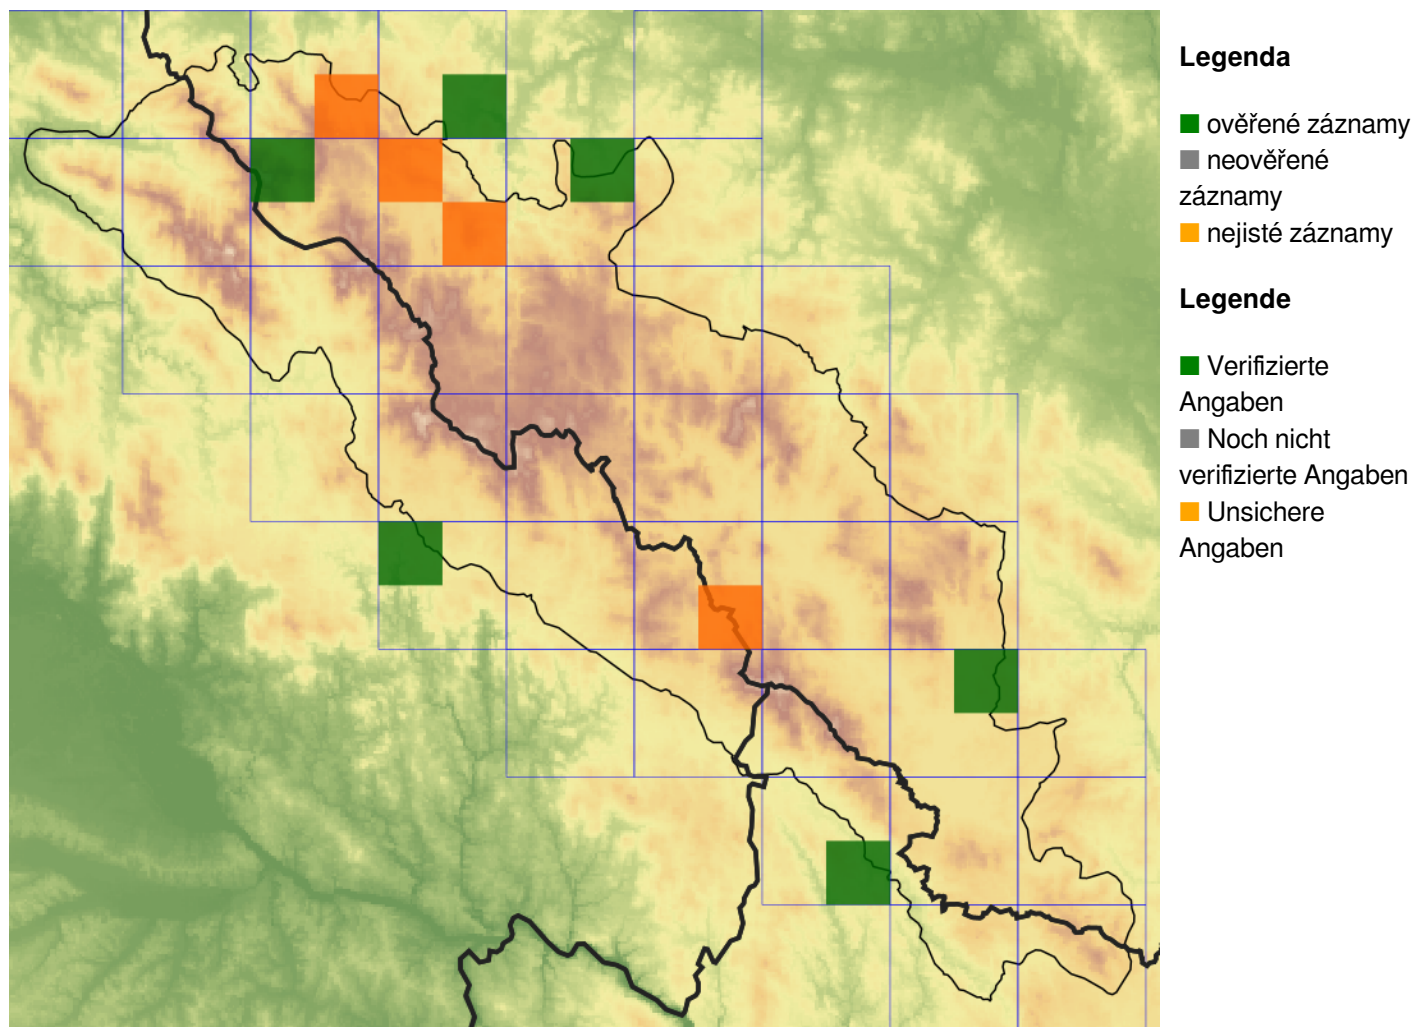 Legenda
ověřené záznamy
neověřené
záznamy
nejisté záznamy
Legende
Verifizierte
Angaben
Noch nicht
verifizierte Angaben
Unsichere
Angaben